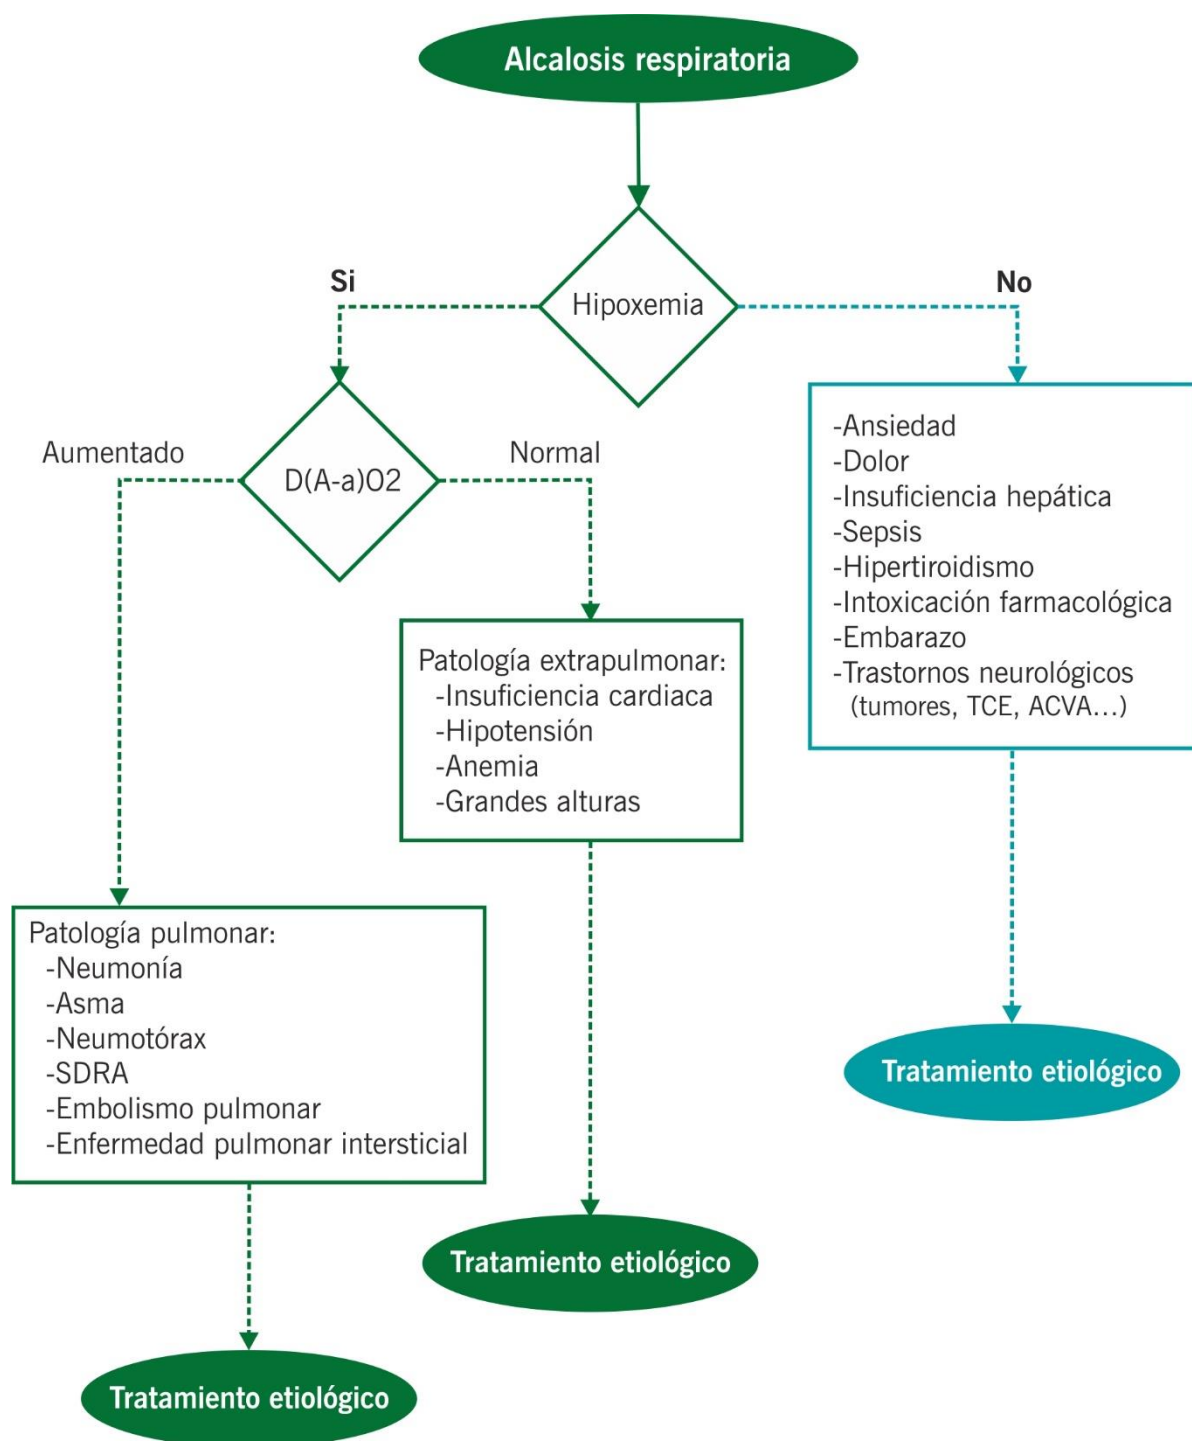 Alcalosis respiratoria
Si
No
Hipoxemia
Aumentado
Normal
D(A-a)O2
-Ansiedad
-Dolor
-Insuficiencia hepática
-Sepsis
-Hipertiroidismo
-Intoxicación farmacológica
-Embarazo
-Trastornos neurológicos
(tumores, TCE, ACVA...)
Patología extrapulmonar:
-Insuficiencia cardiaca
-Hipotensión
-Anemia
-Grandes alturas
Patología pulmonar:
-Neumonía
-Asma
-Neumotórax
-SDRA
-Embolismo pulmonar
-Enfermedad pulmonar intersticial
Tratamiento etiológico
Tratamiento etiológico
Tratamiento etiológico